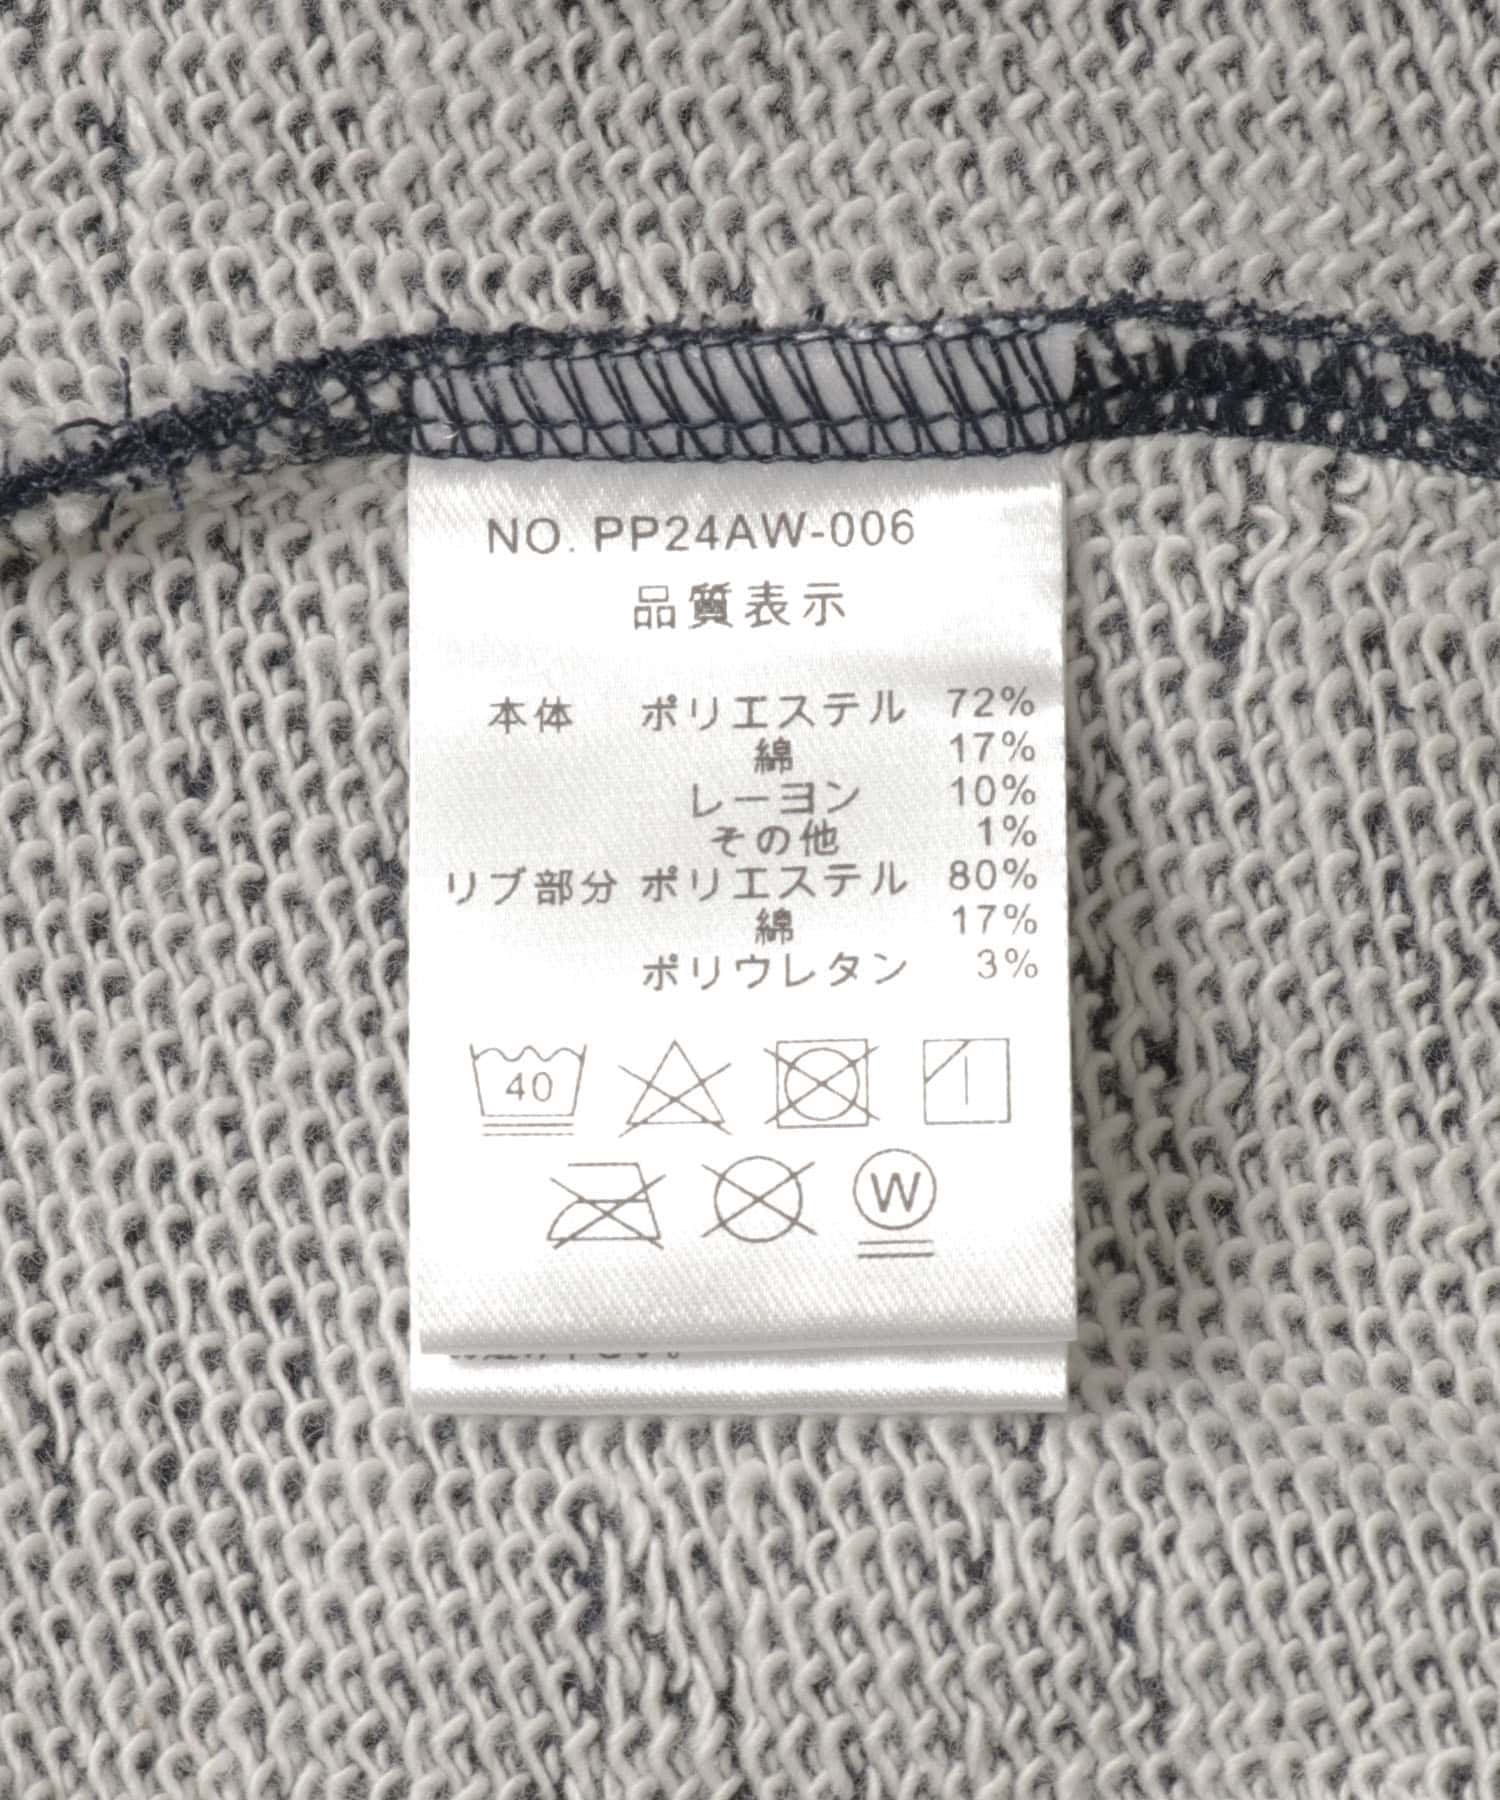 NO. PP24AW-006
品質表示
本体 ポリエステル 72%
綿 17%
レーヨン 10%
その他 1%
リブ部分 ポリエステル 80%
綿 17%
ポリウレタン 3%
40
W